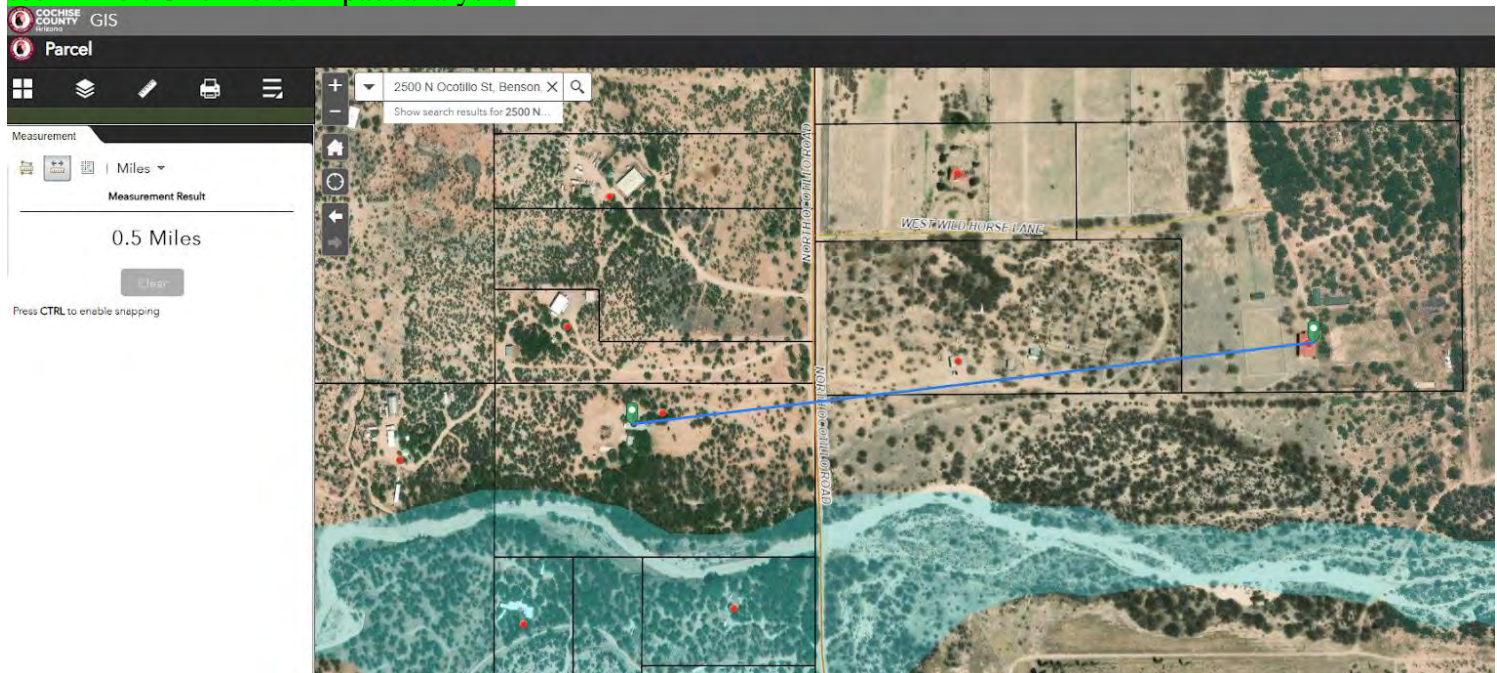 COCHISE
COUNTY
Arizona
GIS
Parcel
2500 N Ocotillo St, Benson,
Show search results for 2500 N...
Measurement
Miles
Measurement Result
0.5 Miles
Clear
Press CTRL to enable snapping
NORTH OCOTILLO ROAD
WEST WILD HORSE LANE
NORTH OCOTILLO ROAD